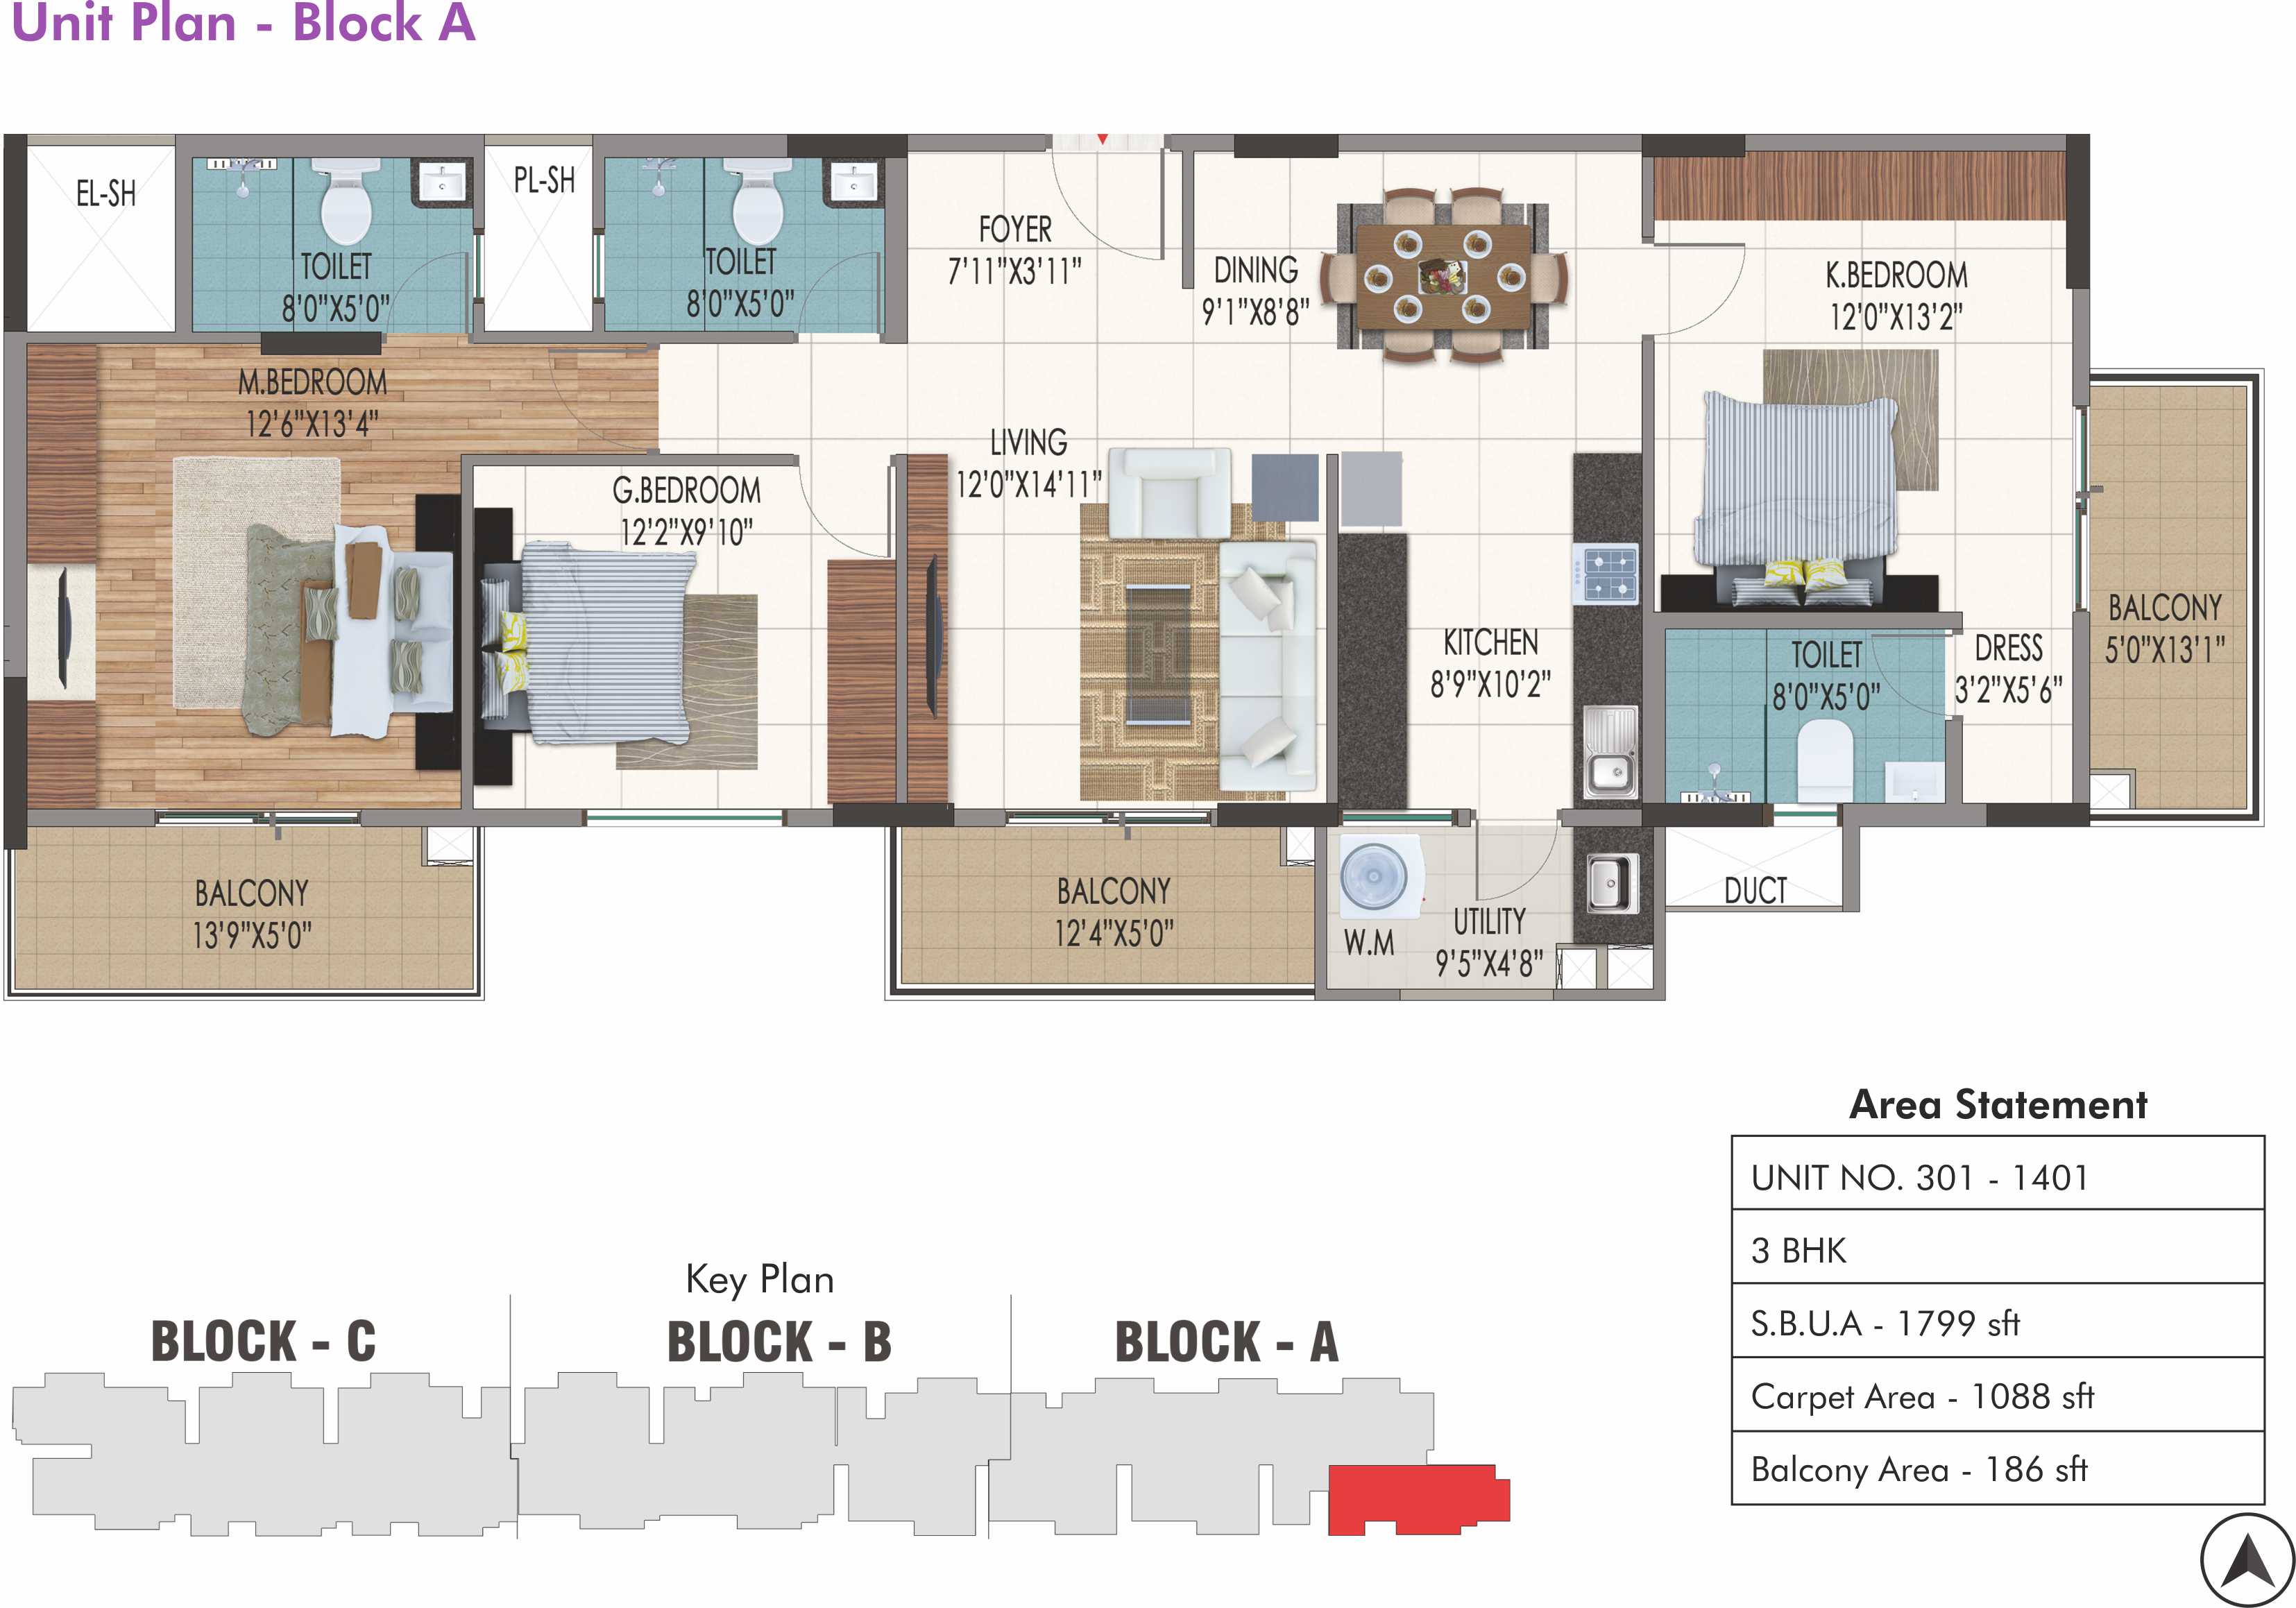 Unit Plan - Block A
EL-SH
TOILET
8'0"X5'0"
PL-SH
TOILET
8'0"X5'0"
FOYER
7'11"X3'11"
DINING
9'1"X8'8"
K.BEDROOM
12'0"X13'2"
M.BEDROOM
12'6"X13'4"
G.BEDROOM
12'2"X9'10"
LIVING
12'0"X14'11"
KITCHEN
8'9"X10'2"
TOILET
8'0"X5'0"
DRESS
3'2"X5'6"
BALCONY
5'0"X13'1"
BALCONY
13'9"X5'0"
BALCONY
12'4"X5'0"
W.M
UTILITY
9'5"X4'8"
DUCT
Area Statement
UNIT NO. 301 - 1401
3 BHK
S.B.U.A - 1799 sft
Carpet Area - 1088 sft
Balcony Area - 186 sft
Key Plan
BLOCK - C
BLOCK - B
BLOCK - A